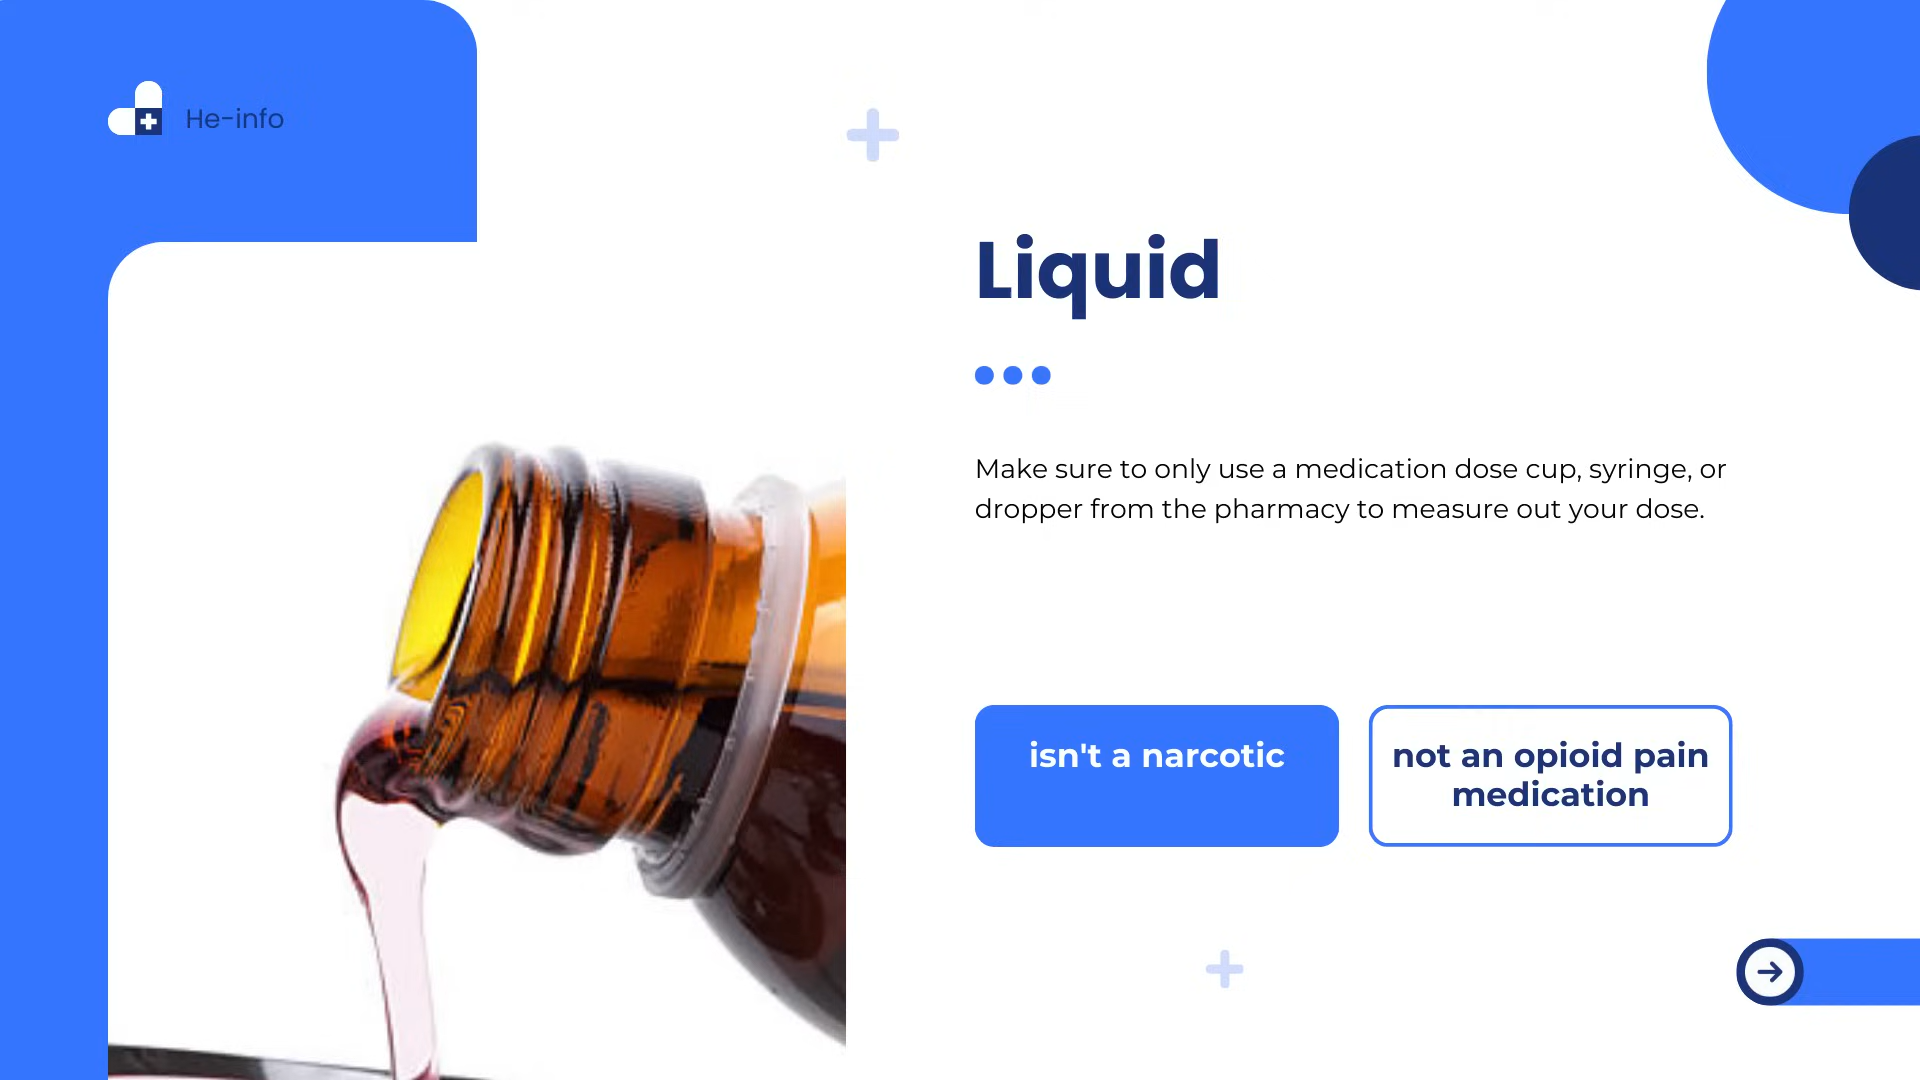 He-info
Liquid
Make sure to only use a medication dose cup, syringe, or
dropper from the pharmacy to measure out your dose.
isn't a narcotic
not an opioid pain
medication